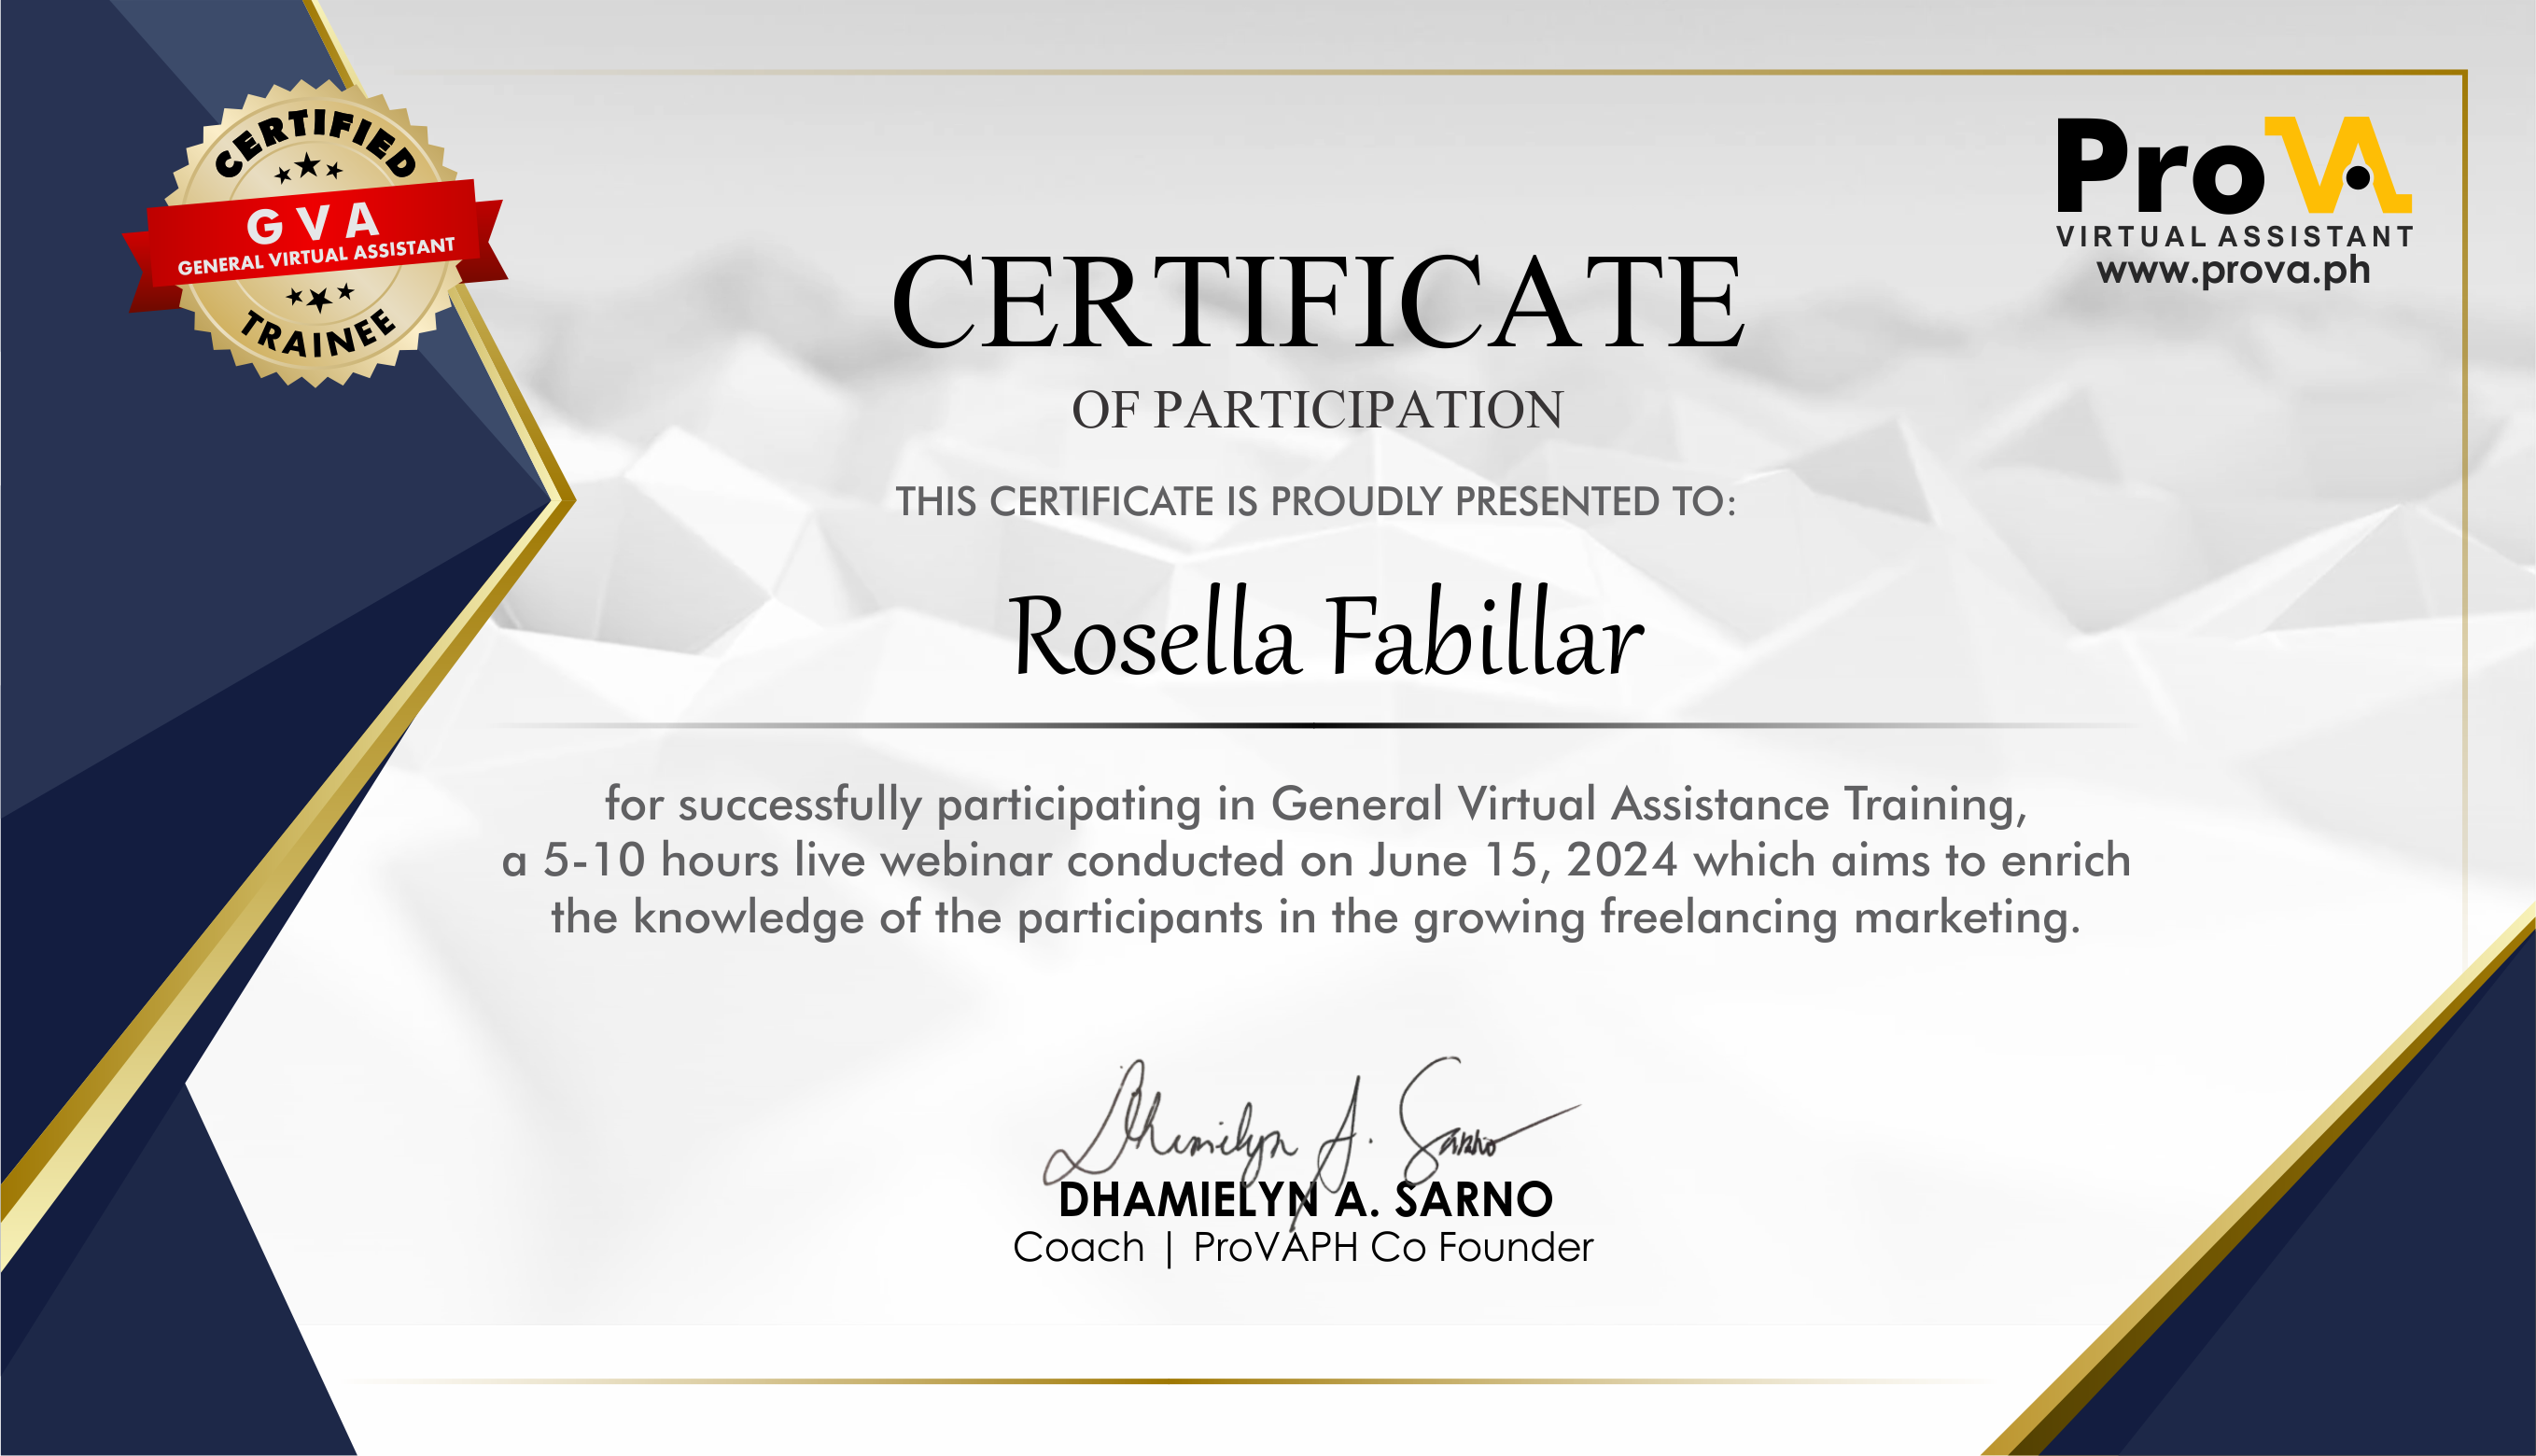 CERTIFIED
GVA
GENERAL VIRTUAL ASSISTANT
TRAINEE
ProVA
VIRTUAL ASSISTANT
www.prova.ph
CERTIFICATE
OF PARTICIPATION
THIS CERTIFICATE IS PROUDLY PRESENTED TO:
Rosella Fabillar
for successfully participating in General Virtual Assistance Training,
a 5-10 hours live webinar conducted on June 15, 2024 which aims to enrich
the knowledge of the participants in the growing freelancing marketing.
Dhamielyn A. Sarno
DHAMIELYN A. SARNO
Coach | ProVAPH Co Founder